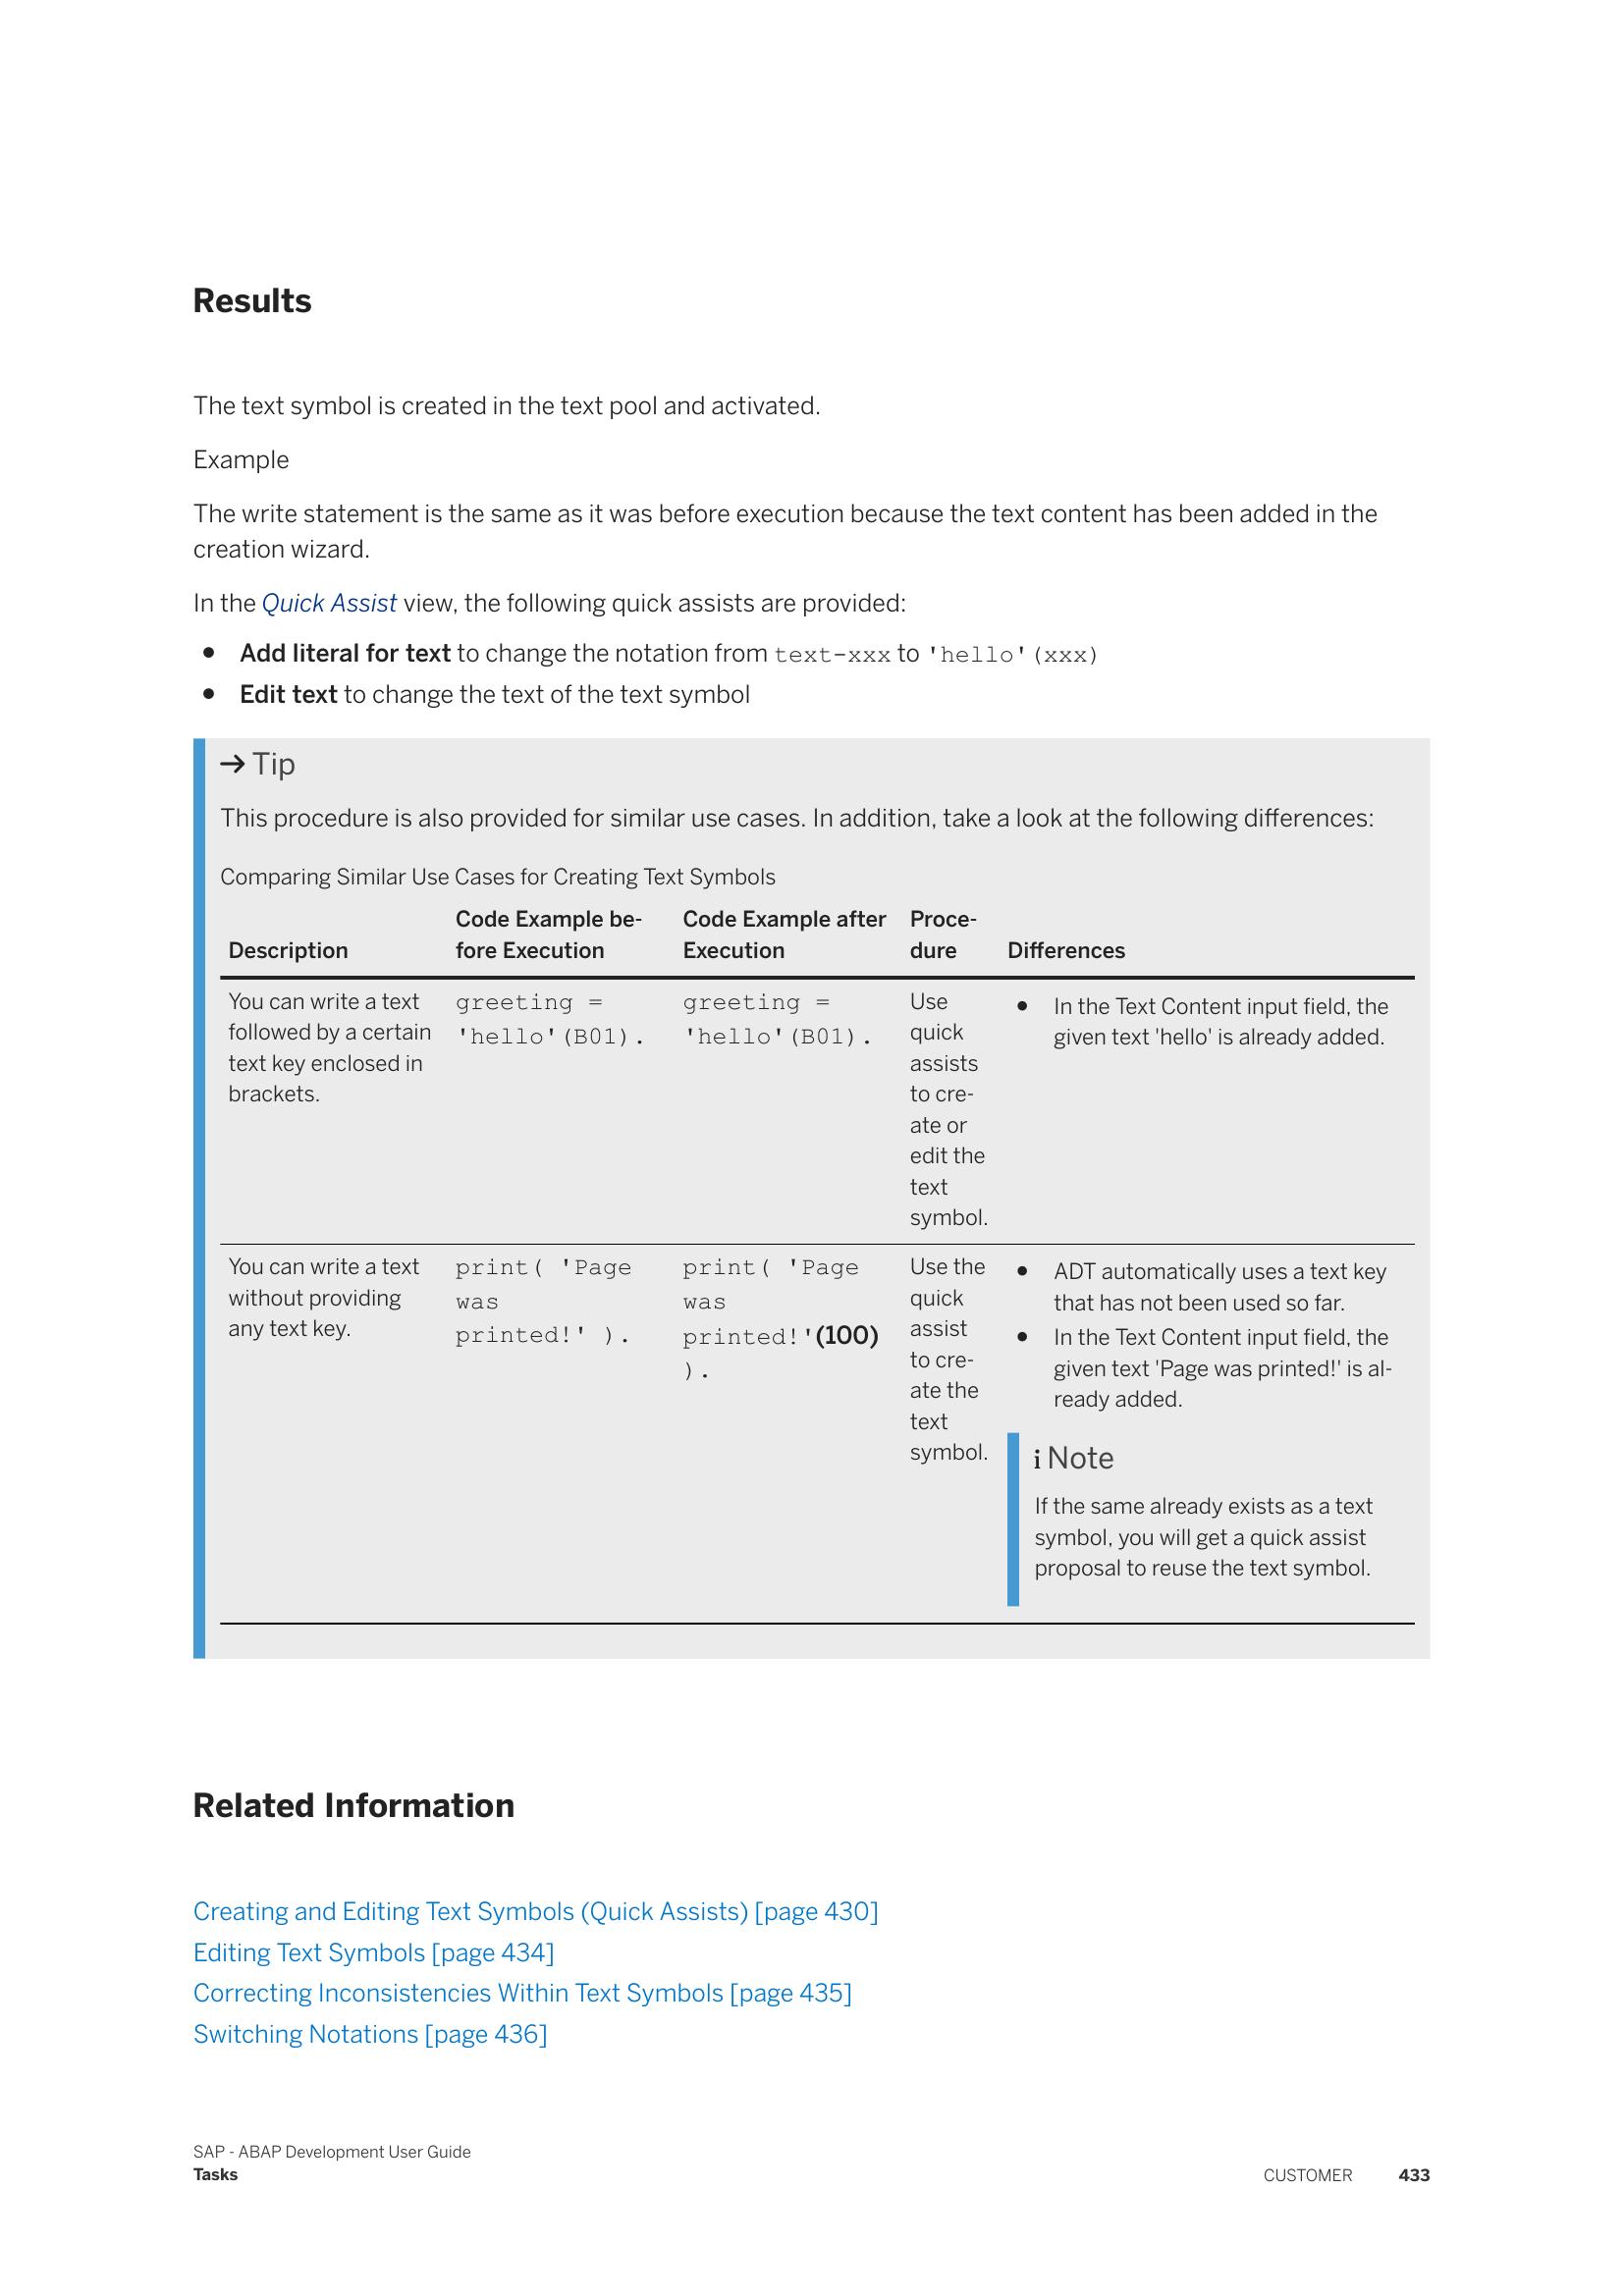 Results
The text symbol is created in the text pool and activated.
Example
The write statement is the same as it was before execution because the text content has been added in the
creation wizard.
In the Quick Assist view, the following quick assists are provided:
• Add literal for text to change the notation from text-xxx to 'hello'(xxx)
• Edit text to change the text of the text symbol
→ Tip
This procedure is also provided for similar use cases. In addition, take a look at the following differences:
Comparing Similar Use Cases for Creating Text Symbols
Description
Code Example be-
fore Execution
Code Example after
Execution
Proce-
dure
Differences
You can write a text
followed by a certain
text key enclosed in
brackets.
greeting =
'hello'(B01).
greeting =
'hello'(B01).
Use
quick
assists
to cre-
ate or
edit the
text
symbol.
• In the Text Content input field, the
given text 'hello' is already added.
You can write a text
without providing
any text key.
print( 'Page
was
printed!' ).
print( 'Page
was
printed!'(100)
).
Use the
quick
assist
to cre-
ate the
text
symbol.
• ADT automatically uses a text key
that has not been used so far.
• In the Text Content input field, the
given text 'Page was printed!' is al-
ready added.
i Note
If the same already exists as a text
symbol, you will get a quick assist
proposal to reuse the text symbol.
Related Information
Creating and Editing Text Symbols (Quick Assists) [page 430]
Editing Text Symbols [page 434]
Correcting Inconsistencies Within Text Symbols [page 435]
Switching Notations [page 436]
SAP - ABAP Development User Guide
Tasks
CUSTOMER 433